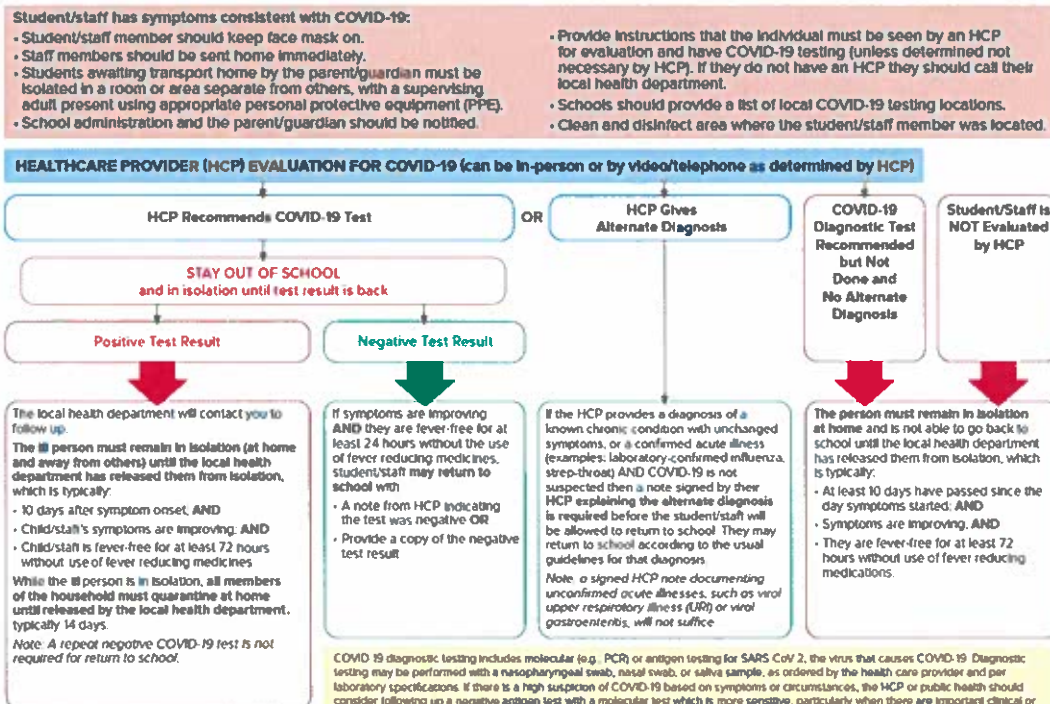 Student/staff has symptoms consistent with COVID-19:
• Student/staff member should keep face mask on.
• Staff members should be sent home immediately.
• Students awaiting transport home by the parent/guardian must be
isolated in a room or area separate from others, with a supervising
adult present using appropriate personal protective equipment (PPE).
• School administration and the parent/guardian should be notified.
• Provide instructions that the individual must be seen by an HCP
for evaluation and have COVID-19 testing (unless determined not
necessary by HCP). If they do not have an HCP they should call their
local health department.
• Schools should provide a list of local COVID-19 testing locations.
• Clean and disinfect area where the student/staff member was located.
HEALTHCARE PROVIDER (HCP) EVALUATION FOR COVID-19 (can be in-person or by video/telephone as determined by HCP)
HCP Recommends COVID-19 Test
OR
HCP Gives
Alternate Diagnosis
COVID-19
Diagnostic Test
Recommended
but Not
Done and
No Alternate
Diagnosis
Student/Staff is
NOT Evaluated
by HCP
STAY OUT OF SCHOOL
and in isolation until test result is back
Positive Test Result
Negative Test Result
The local health department will contact you to
follow up.
The ill person must remain in isolation (at home
and away from others) until the local health
department has released them from isolation,
which is typically:
• 10 days after symptom onset; AND
• Child/staff's symptoms are improving; AND
• Child/staff is fever-free for at least 72 hours
without use of fever reducing medicines
While the ill person is in isolation, all members
of the household must quarantine at home
until released by the local health department,
typically 14 days.
Note: A repeat negative COVID-19 test is not
required for return to school.
If symptoms are improving
AND they are fever-free for at
least 24 hours without the use
of fever reducing medicines,
student/staff may return to
school with
• A note from HCP indicating
the test was negative OR
• Provide a copy of the negative
test result
If the HCP provides a diagnosis of a
known chronic condition with unchanged
symptoms, or a confirmed acute illness
(examples: laboratory-confirmed influenza,
strep-throat) AND COVID-19 is not
suspected then a note signed by their
HCP explaining the alternate diagnosis
is required before the student/staff will
be allowed to return to school. They may
return to school according to the usual
guidelines for that diagnosis
Note: a signed HCP note documenting
unconfirmed acute illnesses, such as viral
upper respiratory illness (URI) or viral
gastroenteritis, will not suffice
The person must remain in isolation
at home and is not able to go back to
school until the local health department
has released them from isolation, which
is typically:
• At least 10 days have passed since the
day symptoms started; AND
• Symptoms are improving, AND
• They are fever-free for at least 72
hours without use of fever reducing
medications.
COVID 19 diagnostic testing includes molecular (e.g., PCR) or antigen testing for SARS CoV 2, the virus that causes COVID-19 Diagnostic
testing may be performed with a nasopharyngeal swab, nasal swab, or saliva sample, as ordered by the health care provider and per
laboratory specifications. If there is a high suspicion of COVID-19 based on symptoms or circumstances, the HCP or public health should
consider following up a negative antigen test with a molecular test which is more sensitive, particularly when there are important clinical or